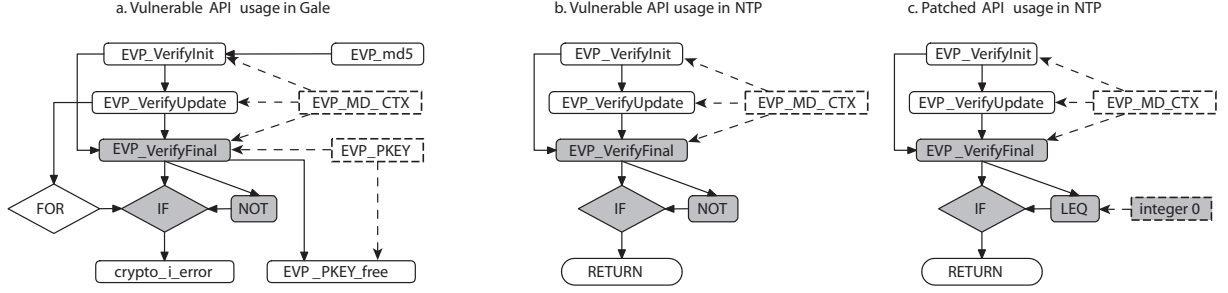 a. Vulnerable API usage in Gale
EVP_VerifyInit
EVP_md5
EVP_VerifyUpdate
EVP_MD_CTX
EVP_VerifyFinal
EVP_PKEY
FOR
IF
NOT
crypto_i_error
EVP_PKEY_free
b. Vulnerable API usage in NTP
EVP_VerifyInit
EVP_VerifyUpdate
EVP_MD_CTX
EVP_VerifyFinal
IF
NOT
RETURN
c. Patched API usage in NTP
EVP_VerifyInit
EVP_VerifyUpdate
EVP_MD_CTX
EVP_VerifyFinal
IF
LEQ
integer 0
RETURN